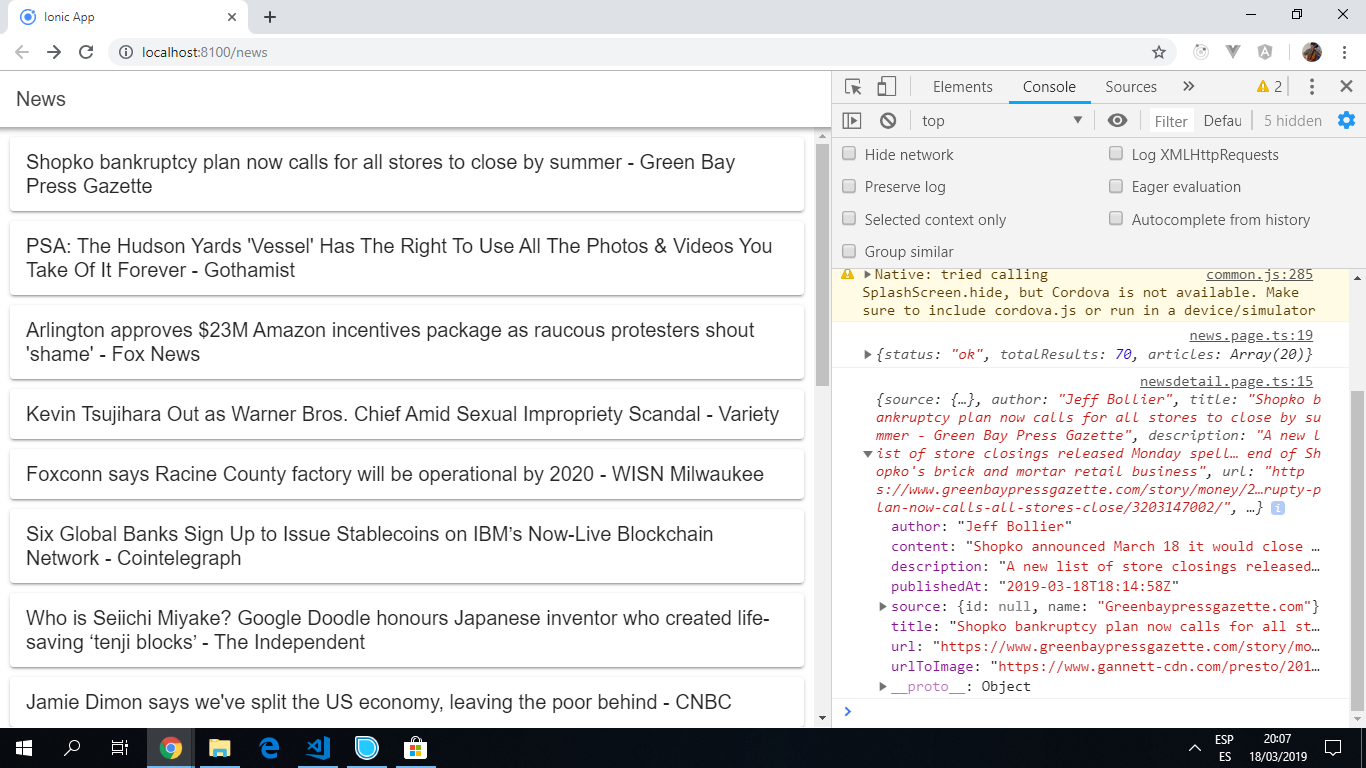 Ionic App
localhost:8100/news
News
Shopko bankruptcy plan now calls for all stores to close by summer - Green Bay
Press Gazette
PSA: The Hudson Yards 'Vessel' Has The Right To Use All The Photos & Videos You
Take Of It Forever - Gothamist
Arlington approves $23M Amazon incentives package as raucous protesters shout
'shame' - Fox News
Kevin Tsujihara Out as Warner Bros. Chief Amid Sexual Impropriety Scandal - Variety
Foxconn says Racine County factory will be operational by 2020 - WISN Milwaukee
Six Global Banks Sign Up to Issue Stablecoins on IBM’s Now-Live Blockchain
Network - Cointelegraph
Who is Seiichi Miyake? Google Doodle honours Japanese inventor who created life-
saving ‘tenji blocks’ - The Independent
Jamie Dimon says we've split the US economy, leaving the poor behind - CNBC
Elements Console Sources » 2
top Filter Defau 5 hidden
Hide network Log XMLHttpRequests
Preserve log Eager evaluation
Selected context only Autocomplete from history
Group similar
Native: tried calling common.js:285
SplashScreen.hide, but Cordova is not available. Make
sure to include cordova.js or run in a device/simulator
news.page.ts:19
{status: "ok", totalResults: 70, articles: Array(20)}
newsdetail.page.ts:15
{source: {…}, author: "Jeff Bollier", title: "Shopko b
ankruptcy plan now calls for all stores to close by su
mmer - Green Bay Press Gazette", description: "A new l
ist of store closings released Monday spell… end of Sh
opko's brick and mortar retail business", url: "http
s://www.greenbaypressgazette.com/story/money/2…rupty-p
lan-now-calls-all-stores-close/3203147002/", …} i
author: "Jeff Bollier"
content: "Shopko announced March 18 it would close …
description: "A new list of store closings released…
publishedAt: "2019-03-18T18:14:58Z"
source: {id: null, name: "Greenbaypressgazette.com"}
title: "Shopko bankruptcy plan now calls for all st…
url: "https://www.greenbaypressgazette.com/story/mo…
urlToImage: "https://www.gannett-cdn.com/presto/201…
__proto__: Object
ESP
ES
20:07
18/03/2019